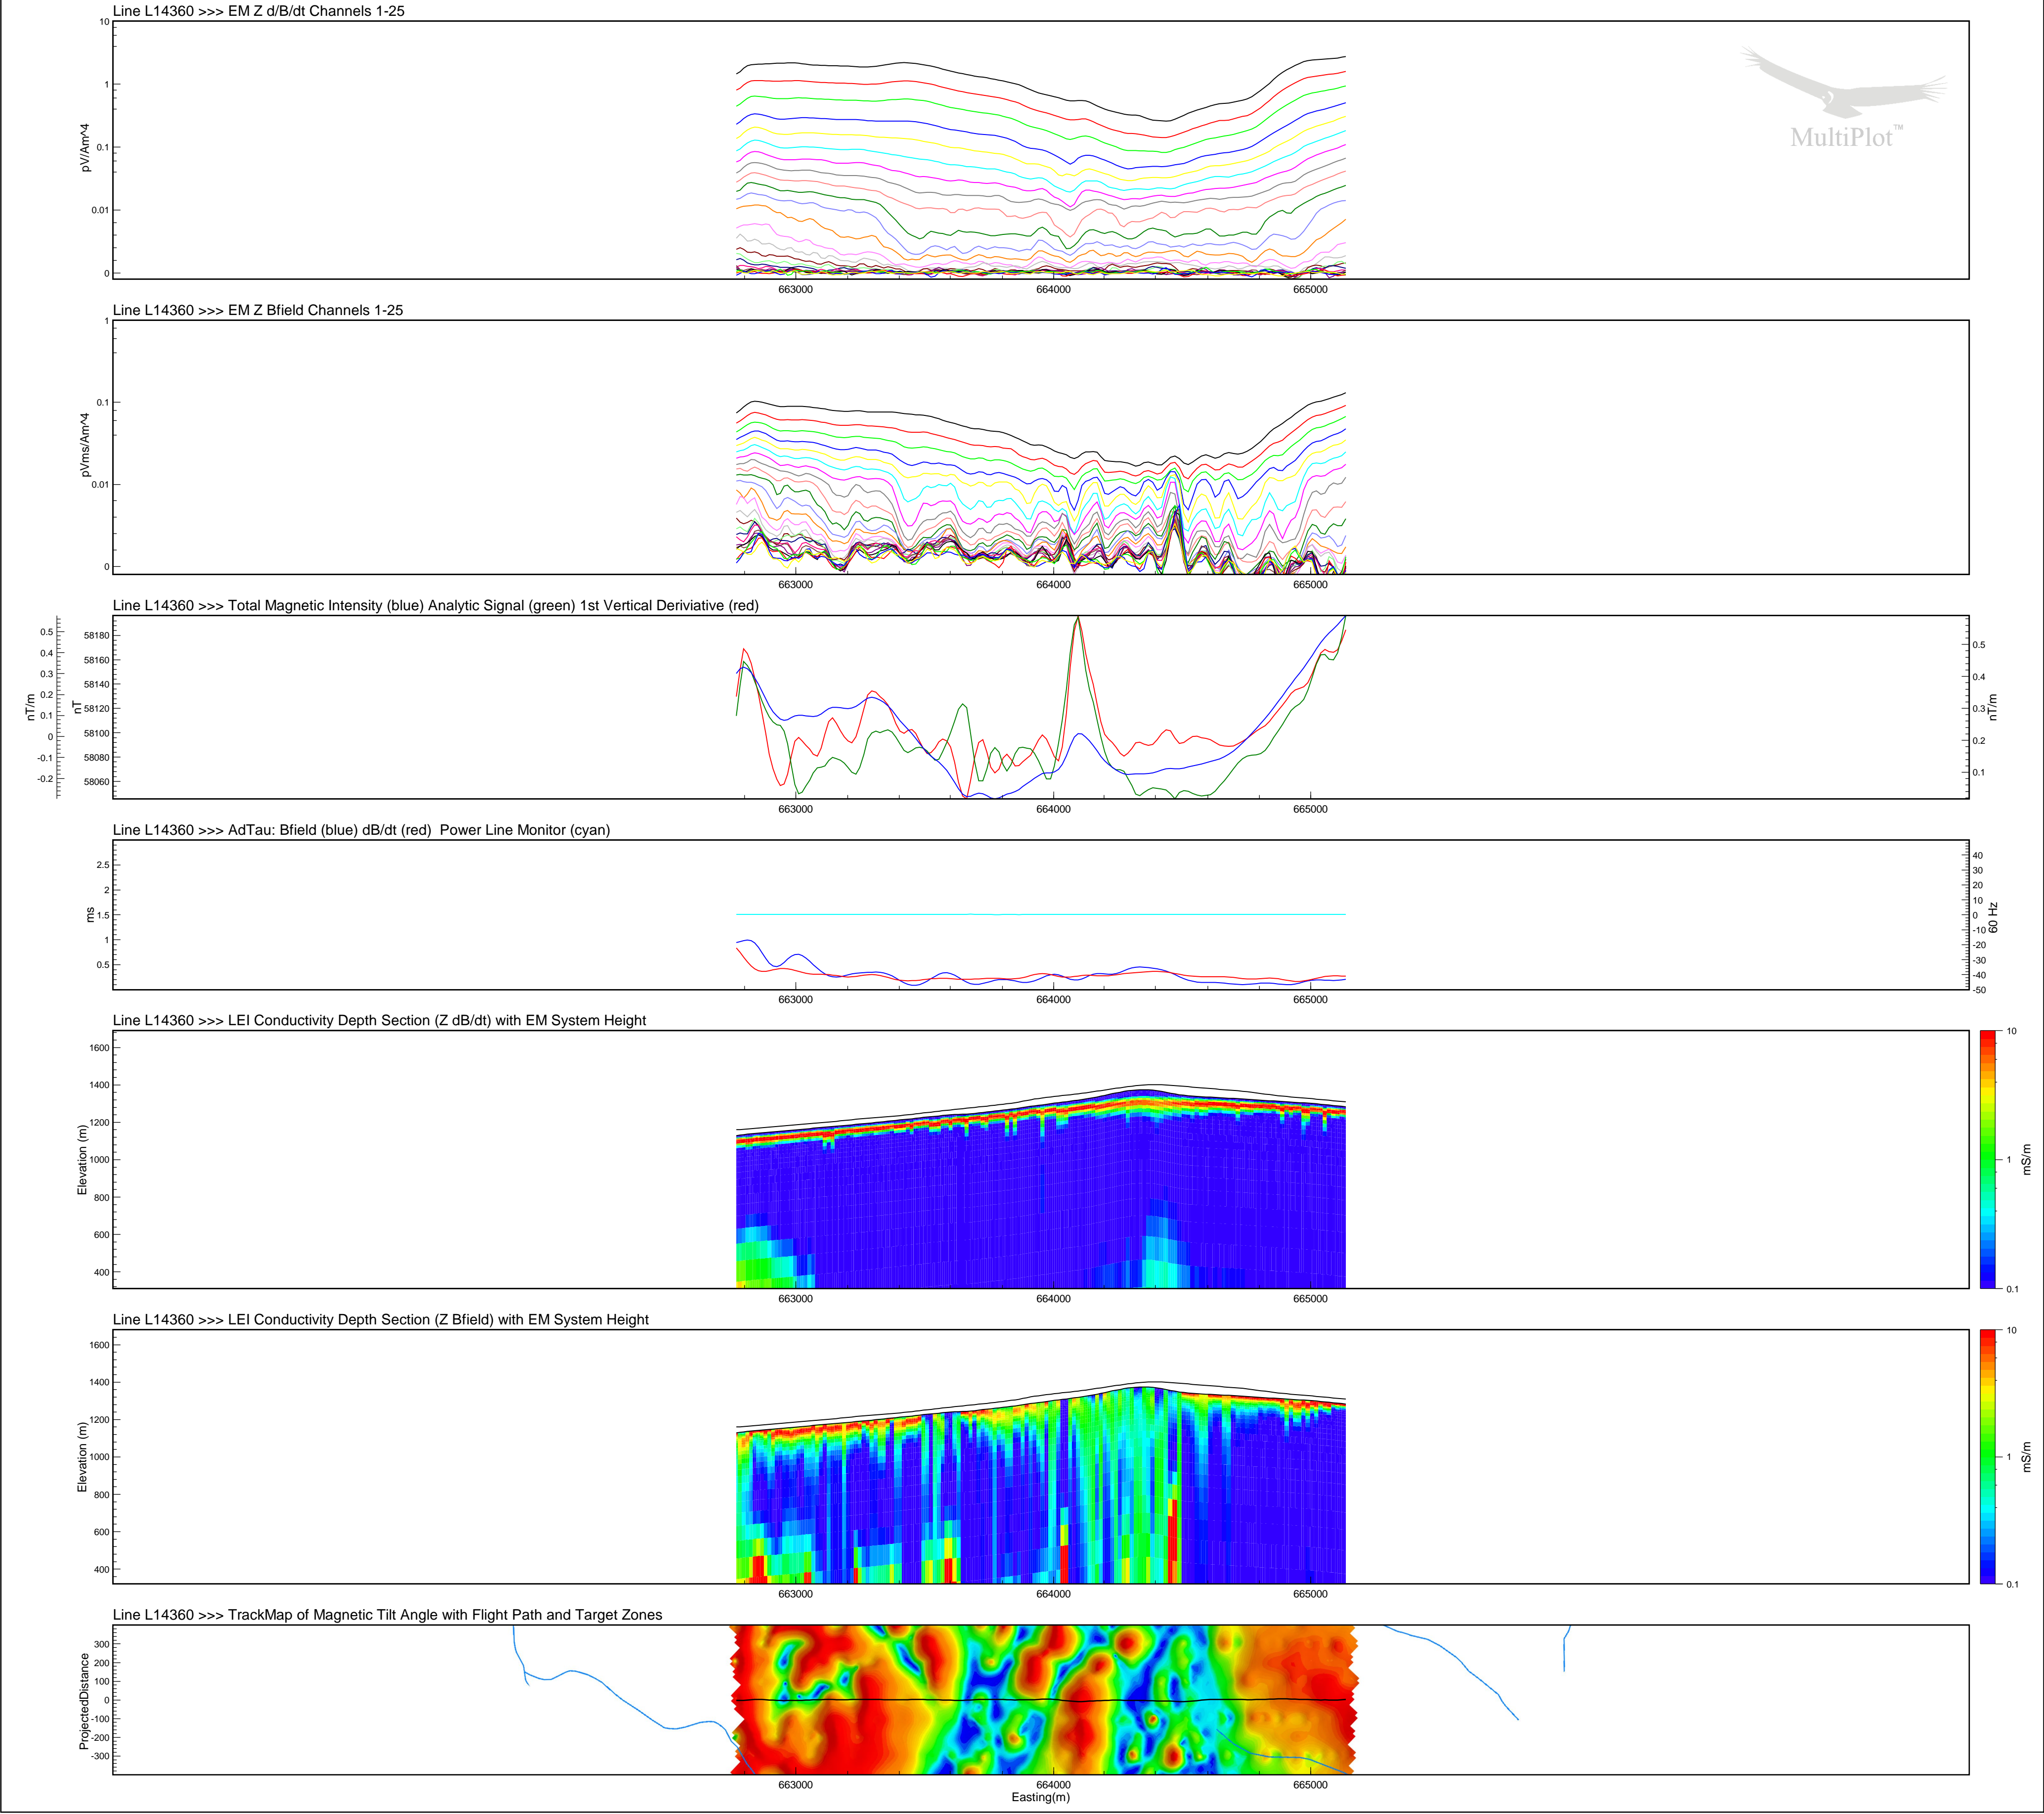 Line L14360 >>> EM Z d/B/dt Channels 1-25
10
1
0.1
0.01
0
pV/Am^4
663000 664000 665000
MultiPlot™
Line L14360 >>> EM Z Bfield Channels 1-25
1
0.1
0.01
0
pVms/Am^4
663000 664000 665000
Line L14360 >>> Total Magnetic Intensity (blue) Analytic Signal (green) 1st Vertical Deriviative (red)
0.5
0.4
0.3
0.2
0.1
0
-0.1
-0.2
nT/m
58180
58160
58140
58120
58100
58080
58060
nT
0.5
0.4
0.3
0.2
0.1
nT/m
663000 664000 665000
Line L14360 >>> AdTau: Bfield (blue) dB/dt (red) Power Line Monitor (cyan)
2.5
2
1.5
1
0.5
ms
40
30
20
10
0
-10
-20
-30
-40
-50
60 Hz
663000 664000 665000
Line L14360 >>> LEI Conductivity Depth Section (Z dB/dt) with EM System Height
1600
1400
1200
1000
800
600
400
Elevation (m)
10
1
0.1
mS/m
663000 664000 665000
Line L14360 >>> LEI Conductivity Depth Section (Z Bfield) with EM System Height
1600
1400
1200
1000
800
600
400
Elevation (m)
10
1
0.1
mS/m
663000 664000 665000
Line L14360 >>> TrackMap of Magnetic Tilt Angle with Flight Path and Target Zones
300
200
100
0
-100
-200
-300
ProjectedDistance
663000 664000 665000
Easting(m)